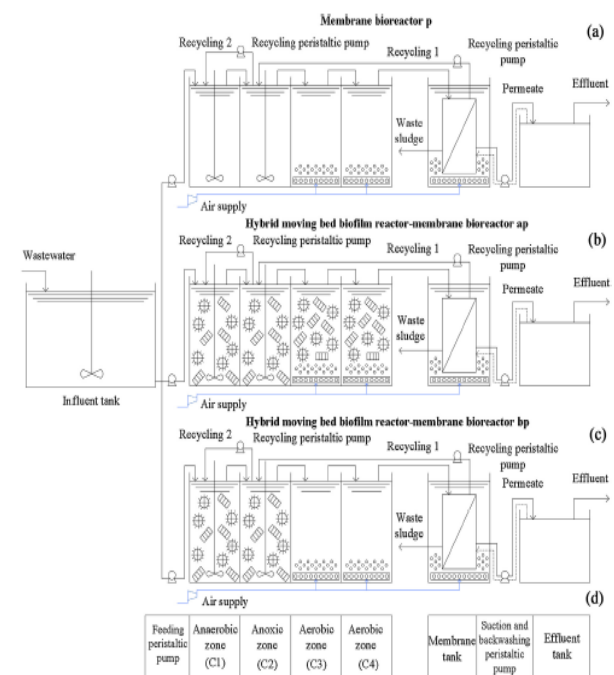 Membrane bioreactor p
(a)
Recycling 2
Recycling peristaltic pump
Recycling 1
Recycling peristaltic
pump
Permeate
Effluent
Waste
sludge
Air supply
Hybrid moving bed biofilm reactor-membrane bioreactor ap
(b)
Wastewater
Recycling 2
Recycling peristaltic pump
Recycling 1
Recycling peristaltic
pump
Permeate
Effluent
Waste
sludge
Influent tank
Air supply
Hybrid moving bed biofilm reactor-membrane bioreactor bp
(c)
Recycling 2
Recycling peristaltic pump
Recycling 1
Recycling peristaltic
pump
Permeate
Effluent
Waste
sludge
Air supply
(d)
Feeding
peristaltic
pump
Anaerobic
zone
(C1)
Anoxic
zone
(C2)
Aerobic
zone
(C3)
Aerobic
zone
(C4)
Membrane
tank
Suction and
backwashing
peristaltic
pump
Effluent
tank